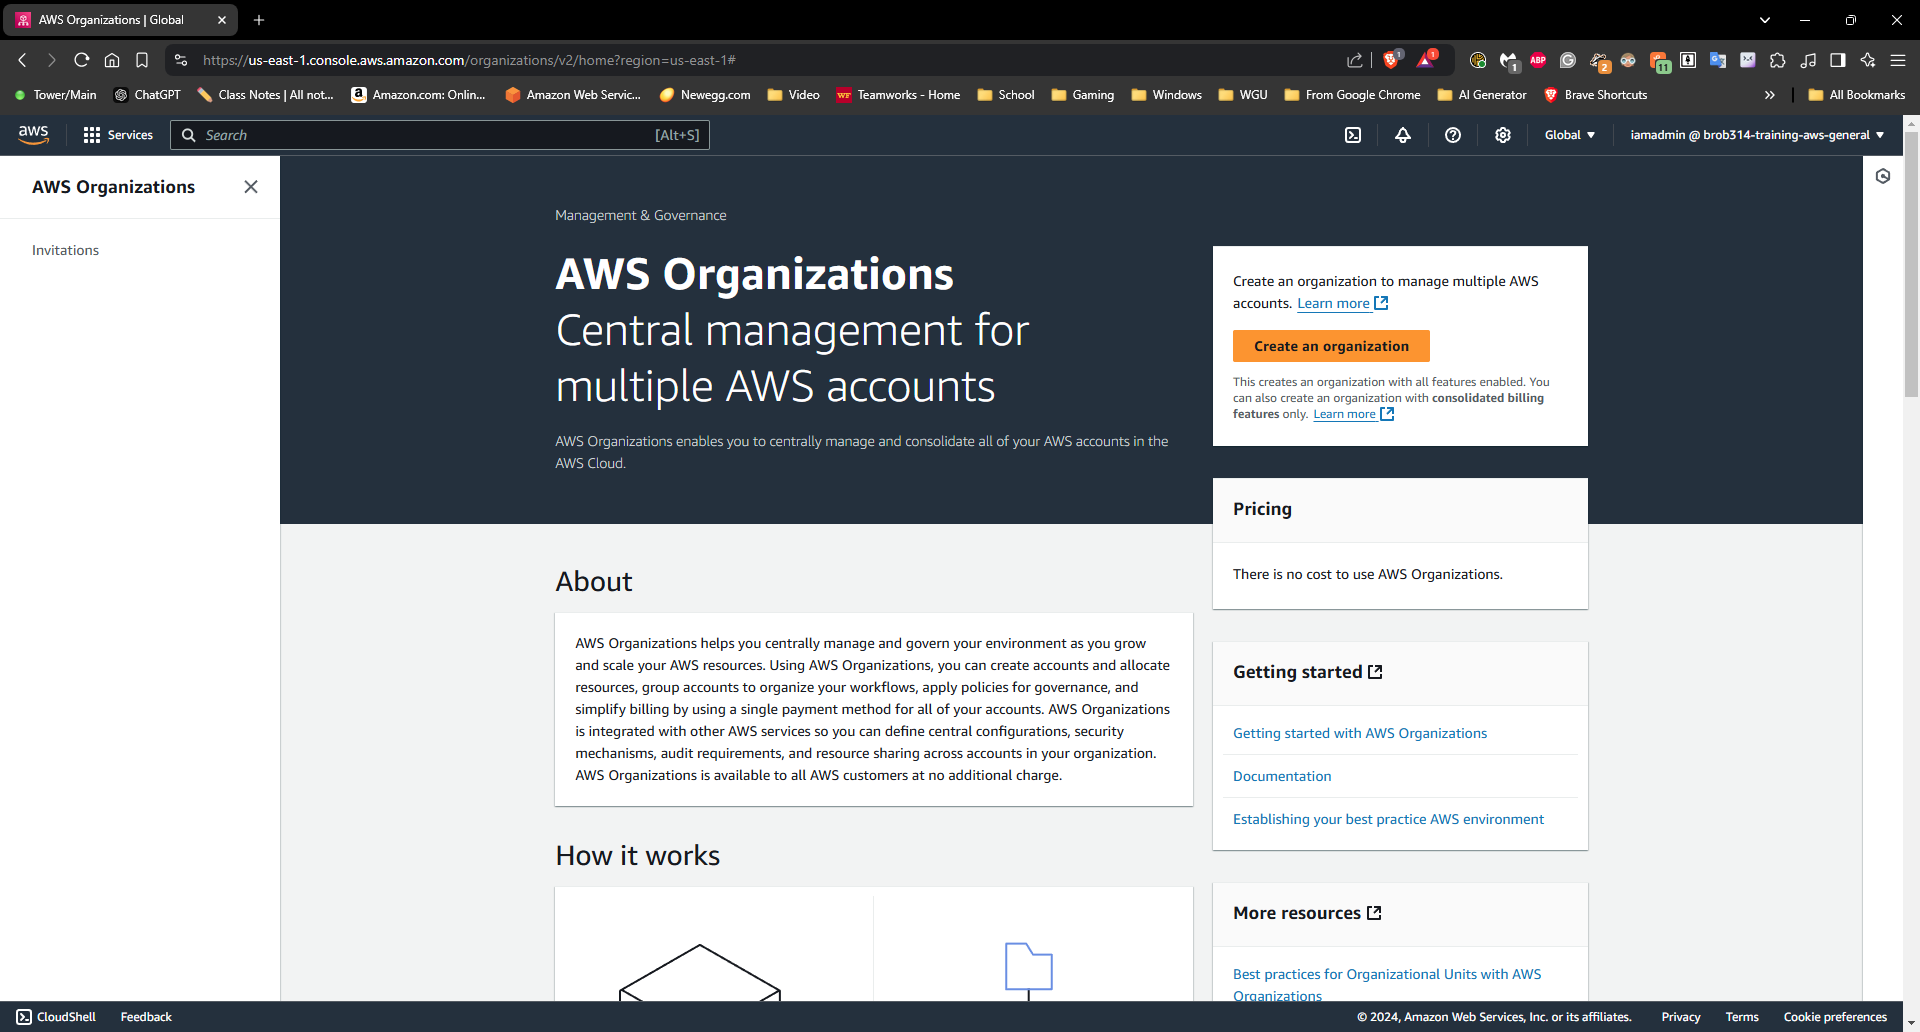 AWS Organizations | Global
https://us-east-1.console.aws.amazon.com/organizations/v2/home?region=us-east-1#
1
1
1
ABP
2
11
Tower/Main
ChatGPT
Class Notes | All not...
Amazon.com: Onlin...
Amazon Web Servic...
Newegg.com
Video
WF
Teamworks - Home
School
Gaming
Windows
WGU
From Google Chrome
AI Generator
Brave Shortcuts
»
All Bookmarks
aws
Services
Search
[Alt+S]
Global
iamadmin @ brob314-training-aws-general
AWS Organizations
Invitations
Management & Governance
AWS Organizations
Central management for
multiple AWS accounts
AWS Organizations enables you to centrally manage and consolidate all of your AWS accounts in the
AWS Cloud.
Create an organization to manage multiple AWS
accounts. Learn more
Create an organization
This creates an organization with all features enabled. You
can also create an organization with consolidated billing
features only. Learn more
Pricing
There is no cost to use AWS Organizations.
About
AWS Organizations helps you centrally manage and govern your environment as you grow
and scale your AWS resources. Using AWS Organizations, you can create accounts and allocate
resources, group accounts to organize your workflows, apply policies for governance, and
simplify billing by using a single payment method for all of your accounts. AWS Organizations
is integrated with other AWS services so you can define central configurations, security
mechanisms, audit requirements, and resource sharing across accounts in your organization.
AWS Organizations is available to all AWS customers at no additional charge.
Getting started
Getting started with AWS Organizations
Documentation
Establishing your best practice AWS environment
How it works
More resources
Best practices for Organizational Units with AWS
Organizations
CloudShell
Feedback
© 2024, Amazon Web Services, Inc. or its affiliates.
Privacy
Terms
Cookie preferences